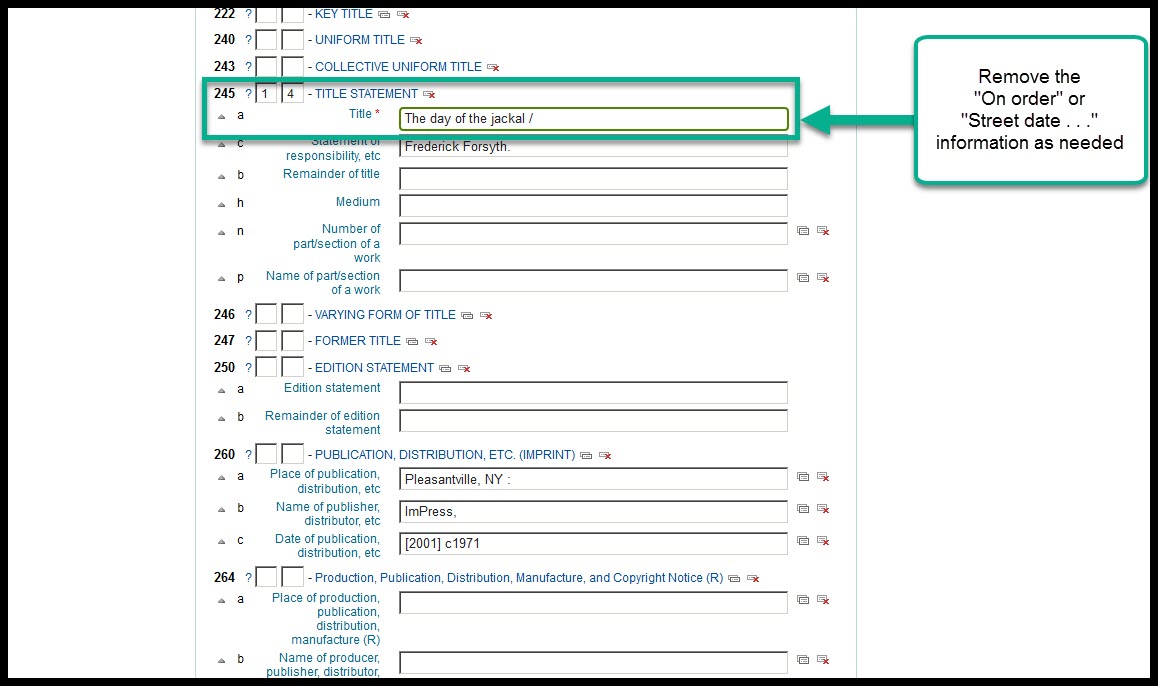 222 ? - KEY TITLE
240 ? - UNIFORM TITLE
243 ? - COLLECTIVE UNIFORM TITLE
245 ? 1 4 - TITLE STATEMENT
a Title * The day of the jackal /
c Statement of
responsibility, etc
Frederick Forsyth.
b Remainder of title
h Medium
n Number of
part/section of a
work
p Name of part/section
of a work
246 ? - VARYING FORM OF TITLE
247 ? - FORMER TITLE
250 ? - EDITION STATEMENT
a Edition statement
b Remainder of edition
statement
260 ? - PUBLICATION, DISTRIBUTION, ETC. (IMPRINT)
a Place of publication,
distribution, etc
Pleasantville, NY :
b Name of publisher,
distributor, etc
ImPress,
c Date of publication,
distribution, etc
[2001] c1971
264 ? - Production, Publication, Distribution, Manufacture, and Copyright Notice (R)
a Place of production,
publication,
distribution,
manufacture (R)
b Name of producer,
publisher, distributor,
Remove the
"On order" or
"Street date . . ."
information as needed